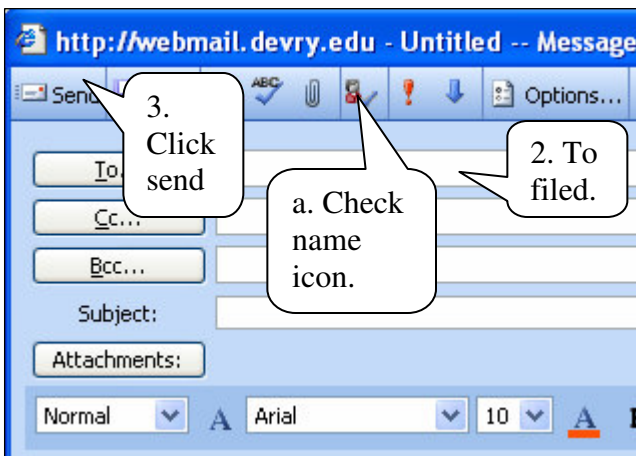 http://webmail.devry.edu - Untitled -- Message
Send
ABC
Options...
3.
Click
send
2. To
filed.
To...
a. Check
name
icon.
Cc...
Bcc...
Subject:
Attachments:
Normal
A
Arial
10
A